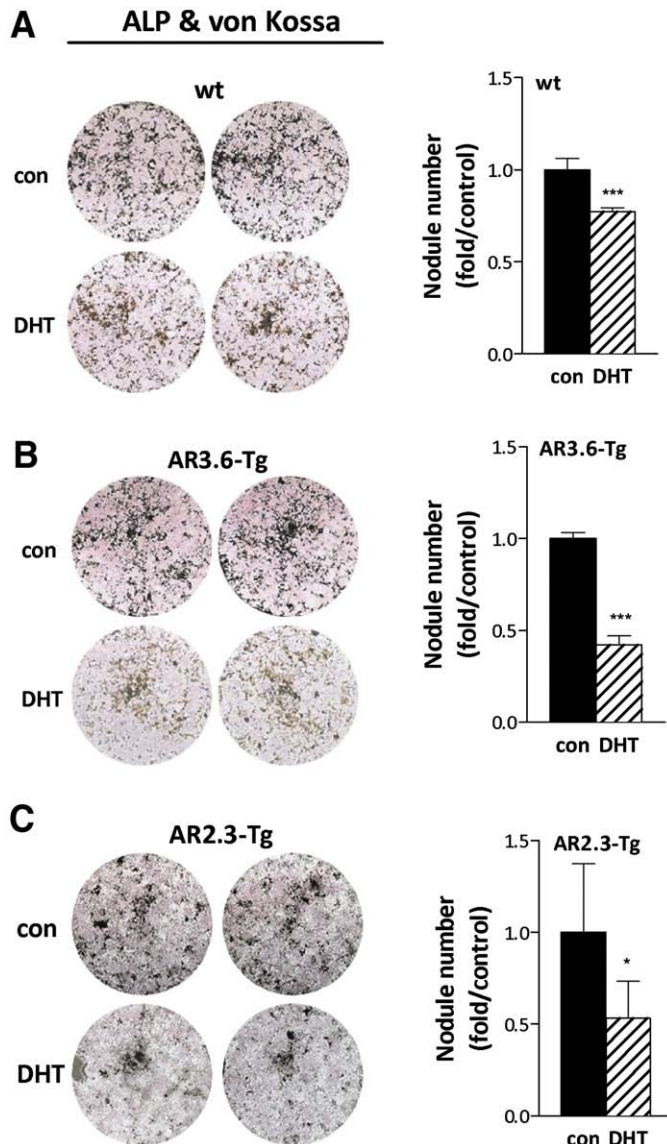 A
ALP & von Kossa
wt
con
DHT
1.5
1.0
0.5
0.0
Nodule number
(fold/control)
wt
***
con DHT
B
AR3.6-Tg
con
DHT
1.5
1.0
0.5
0.0
Nodule number
(fold/control)
AR3.6-Tg
***
con DHT
C
AR2.3-Tg
con
DHT
1.5
1.0
0.5
0.0
Nodule number
(fold/control)
AR2.3-Tg
*
con DHT